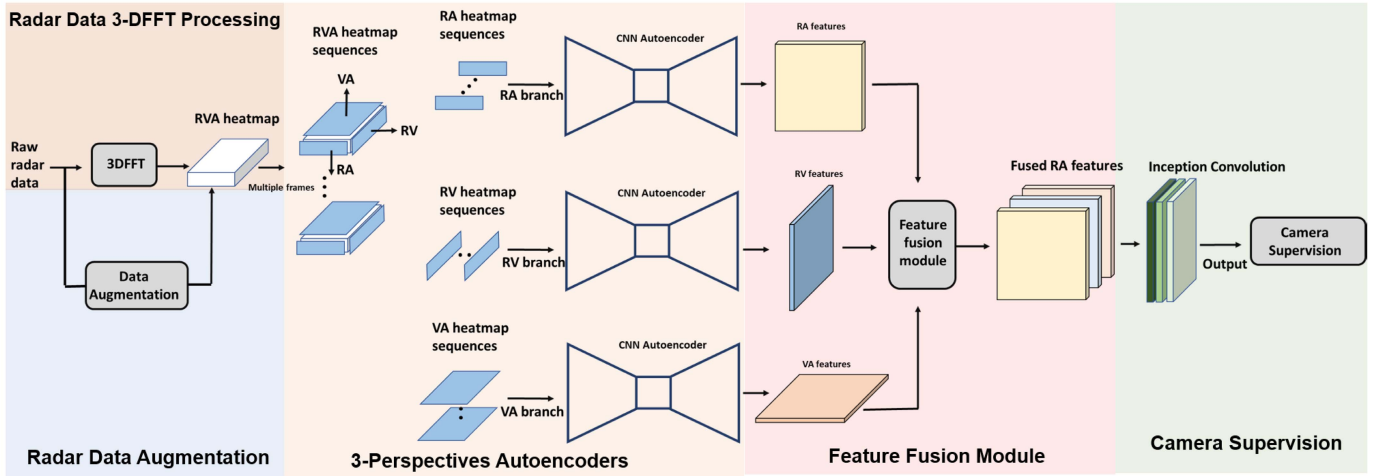 Radar Data 3-DFFT Processing
Raw
radar
data
3DFFT
RVA heatmap
Data
Augmentation
Radar Data Augmentation
RVA heatmap
sequences
VA
RV
RA
Multiple frames
RA heatmap
sequences
RA branch
CNN Autoencoder
RV heatmap
sequences
RV branch
CNN Autoencoder
VA heatmap
sequences
VA branch
CNN Autoencoder
3-Perspectives Autoencoders
RA features
RV features
VA features
Feature
fusion
module
Fused RA features
Feature Fusion Module
Inception Convolution
Output
Camera
Supervision
Camera Supervision